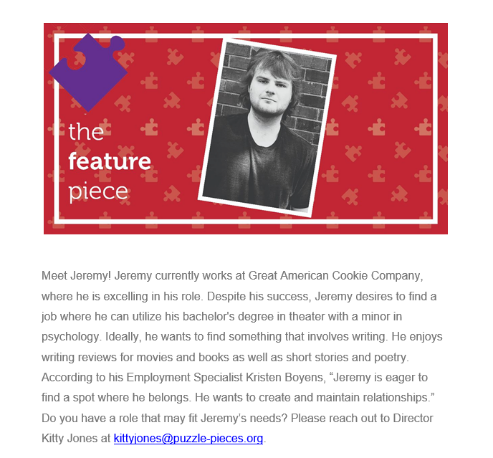 the
feature
piece
Meet Jeremy! Jeremy currently works at Great American Cookie Company,
where he is excelling in his role. Despite his success, Jeremy desires to find a
job where he can utilize his bachelor's degree in theater with a minor in
psychology. Ideally, he wants to find something that involves writing. He enjoys
writing reviews for movies and books as well as short stories and poetry.
According to his Employment Specialist Kristen Boyens, “Jeremy is eager to
find a spot where he belongs. He wants to create and maintain relationships.”
Do you have a role that may fit Jeremy’s needs? Please reach out to Director
Kitty Jones at kittyjones@puzzle-pieces.org.